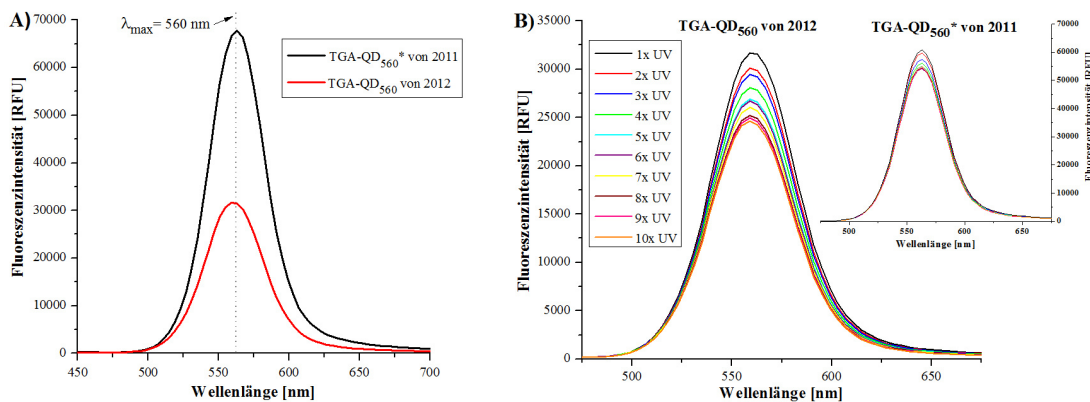 A)
λmax= 560 nm
TGA-QD560* von 2011
TGA-QD560 von 2012
Fluoreszenzintensität [RFU]
70000
60000
50000
40000
30000
20000
10000
0
450
500
550
600
650
700
Wellenlänge [nm]
B)
TGA-QD560 von 2012
TGA-QD560* von 2011
1x UV
2x UV
3x UV
4x UV
5x UV
6x UV
7x UV
8x UV
9x UV
10x UV
Fluoreszenzintensität [RFU]
35000
30000
25000
20000
15000
10000
5000
0
500
550
600
650
Wellenlänge [nm]
70000
60000
50000
40000
30000
20000
10000
0
Fluoreszenzintensität [RFU]
500
550
600
650
Wellenlänge [nm]